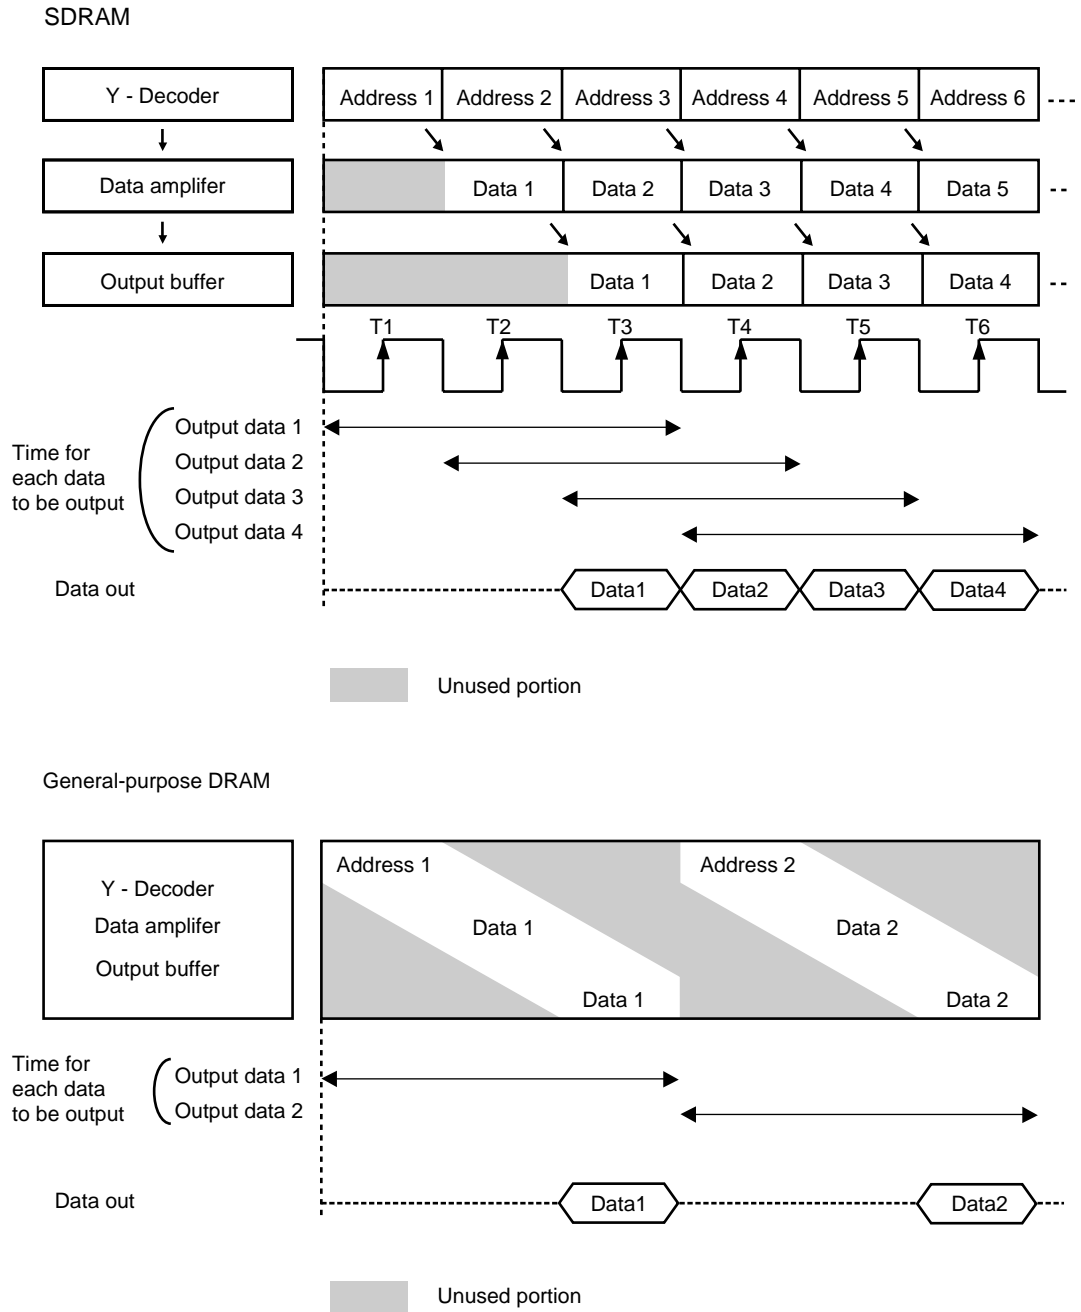 SDRAM
Y - Decoder
Address 1 Address 2 Address 3 Address 4 Address 5 Address 6
Data amplifer
Data 1 Data 2 Data 3 Data 4 Data 5
Output buffer
Data 1 Data 2 Data 3 Data 4
T1 T2 T3 T4 T5 T6
Time for
each data
to be output
Output data 1
Output data 2
Output data 3
Output data 4
Data out
Data1 Data2 Data3 Data4
Unused portion
General-purpose DRAM
Y - Decoder
Data amplifer
Output buffer
Address 1 Address 2
Data 1 Data 2
Data 1 Data 2
Time for
each data
to be output
Output data 1
Output data 2
Data out
Data1 Data2
Unused portion